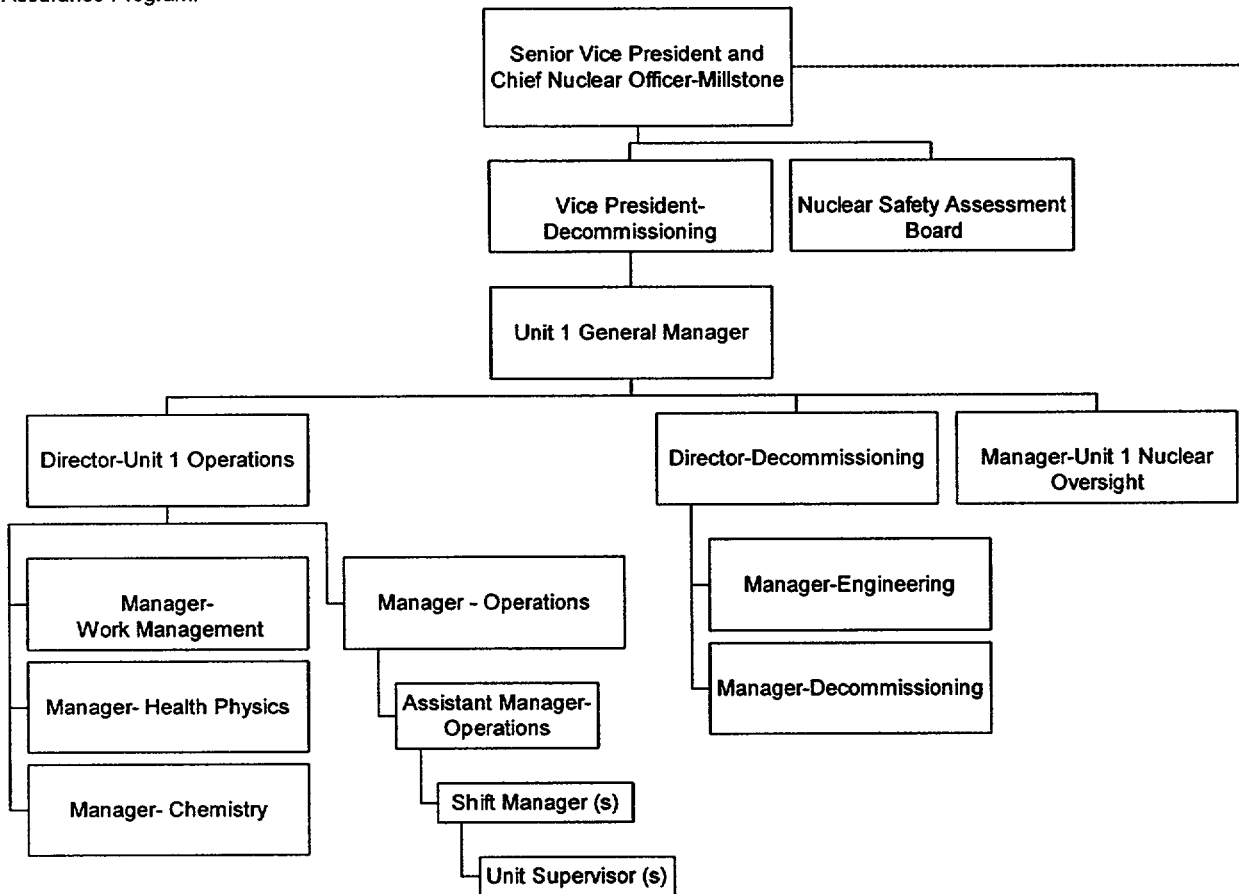 Assurance Program.
Senior Vice President and
Chief Nuclear Officer-Millstone
Vice President-
Decommissioning
Nuclear Safety Assessment
Board
Unit 1 General Manager
Director-Unit 1 Operations
Director-Decommissioning
Manager-Unit 1 Nuclear
Oversight
Manager-
Work Management
Manager - Operations
Manager-Engineering
Manager- Health Physics
Assistant Manager-
Operations
Manager-Decommissioning
Manager- Chemistry
Shift Manager (s)
Unit Supervisor (s)